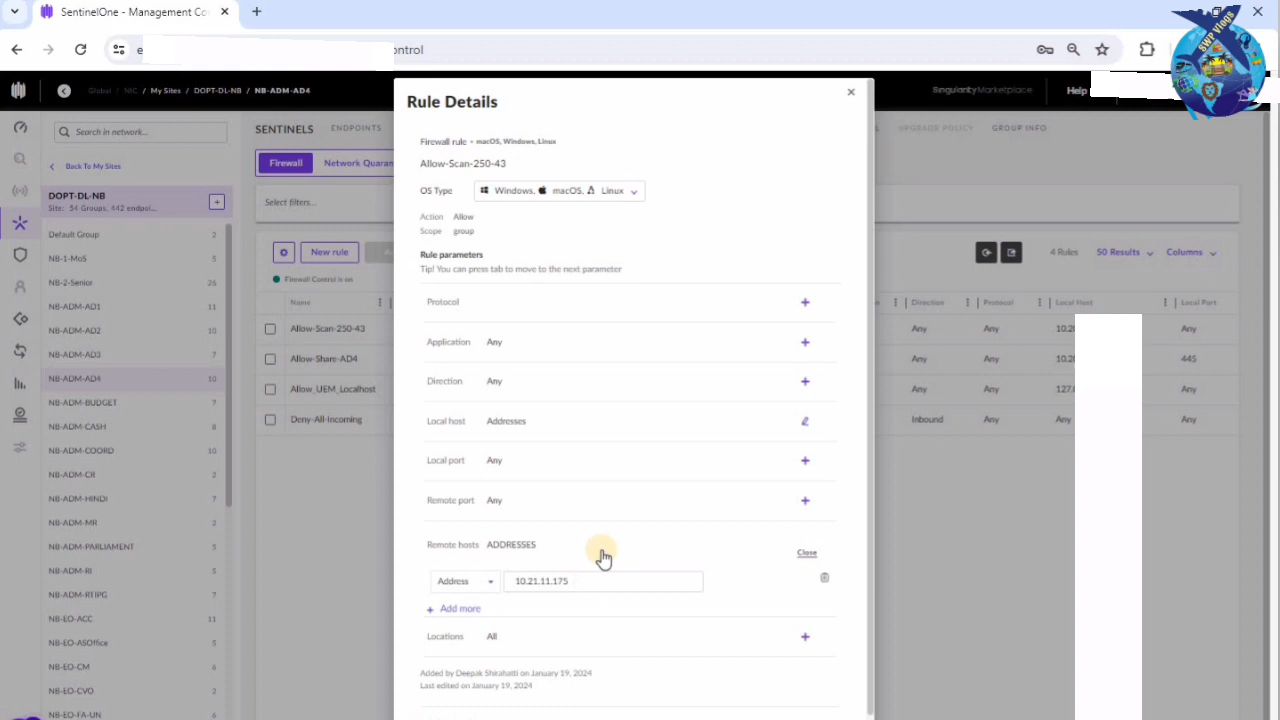 SentinelOne - Management Co
control
SWP Vlogs
Global / NIC / My Sites / DOPT-DL-NB / NB-ADM-AD4
Singularity Marketplace
Help
Search in network...
SENTINELS
ENDPOINTS
UPGRADE POLICY
GROUP INFO
Back To My Sites
Firewall
Network Quaran
DOPT-DL-NB
Site: 54 Groups, 442 endpoi...
Select filters...
New rule
4 Rules
50 Results
Columns
Firewall Control is on
Name
Direction
Protocol
Local Host
Local Port
Allow-Scan-250-43
Any
Any
10.20
Any
Allow-Share-AD4
Any
Any
10.20
445
Allow_UEM_Localhost
Any
Any
127.0
Any
Deny-All-Incoming
Inbound
Any
Any
Default Group 2
NB-1-MoS 5
NB-2-Senior 26
NB-ADM-AD1 11
NB-ADM-AD2 10
NB-ADM-AD3 7
NB-ADM-AD4 10
NB-ADM-BUDGET 7
NB-ADM-CASH 8
NB-ADM-COORD 10
NB-ADM-CR 2
NB-ADM-HINDI 7
NB-ADM-MR 2
NB-ADM-PARLIAMENT 7
NB-ADM-RI 5
NB-ADM-RTIPG 7
NB-EO-ACC 11
NB-EO-ASOffice 5
NB-EO-CM 6
NB-EO-CVO 2
NB-EO-FA-UN 5
Rule Details
Firewall rule • macOS, Windows, Linux
Allow-Scan-250-43
OS Type Windows, macOS, Linux
Action Allow
Scope group
Rule parameters
Tip! You can press tab to move to the next parameter
Protocol
Application Any
Direction Any
Local host Addresses
Local port Any
Remote port Any
Remote hosts ADDRESSES
Close
Address 10.21.11.175
+ Add more
Locations All
Added by Deepak Shirahatti on January 19, 2024
Last edited on January 19, 2024